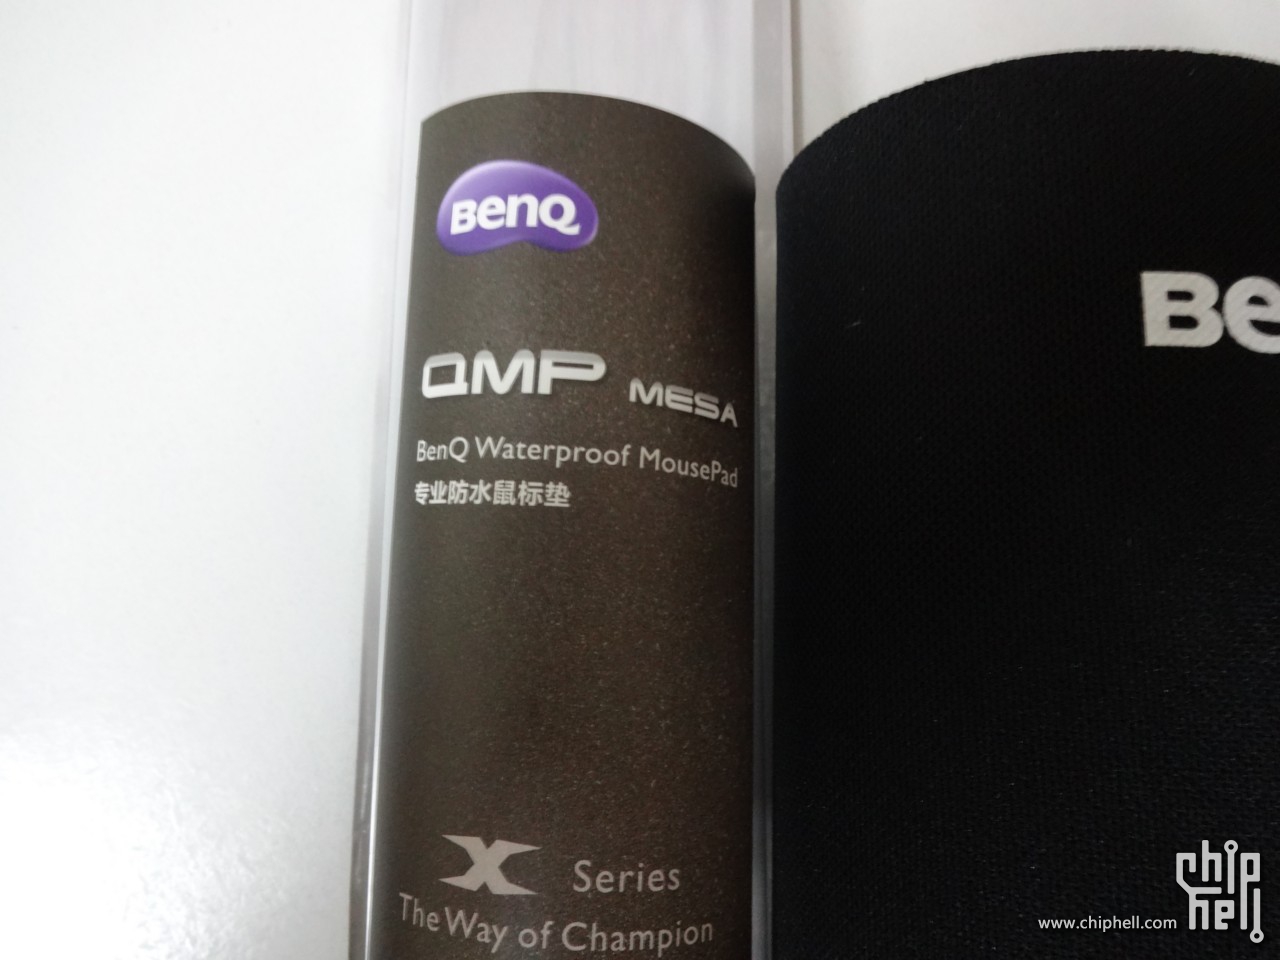 BenQ
QMP MESA
BenQ Waterproof MousePad
专业防水鼠标垫
X Series
The Way of Champion
Be
www.chiphell.com
chip
hell